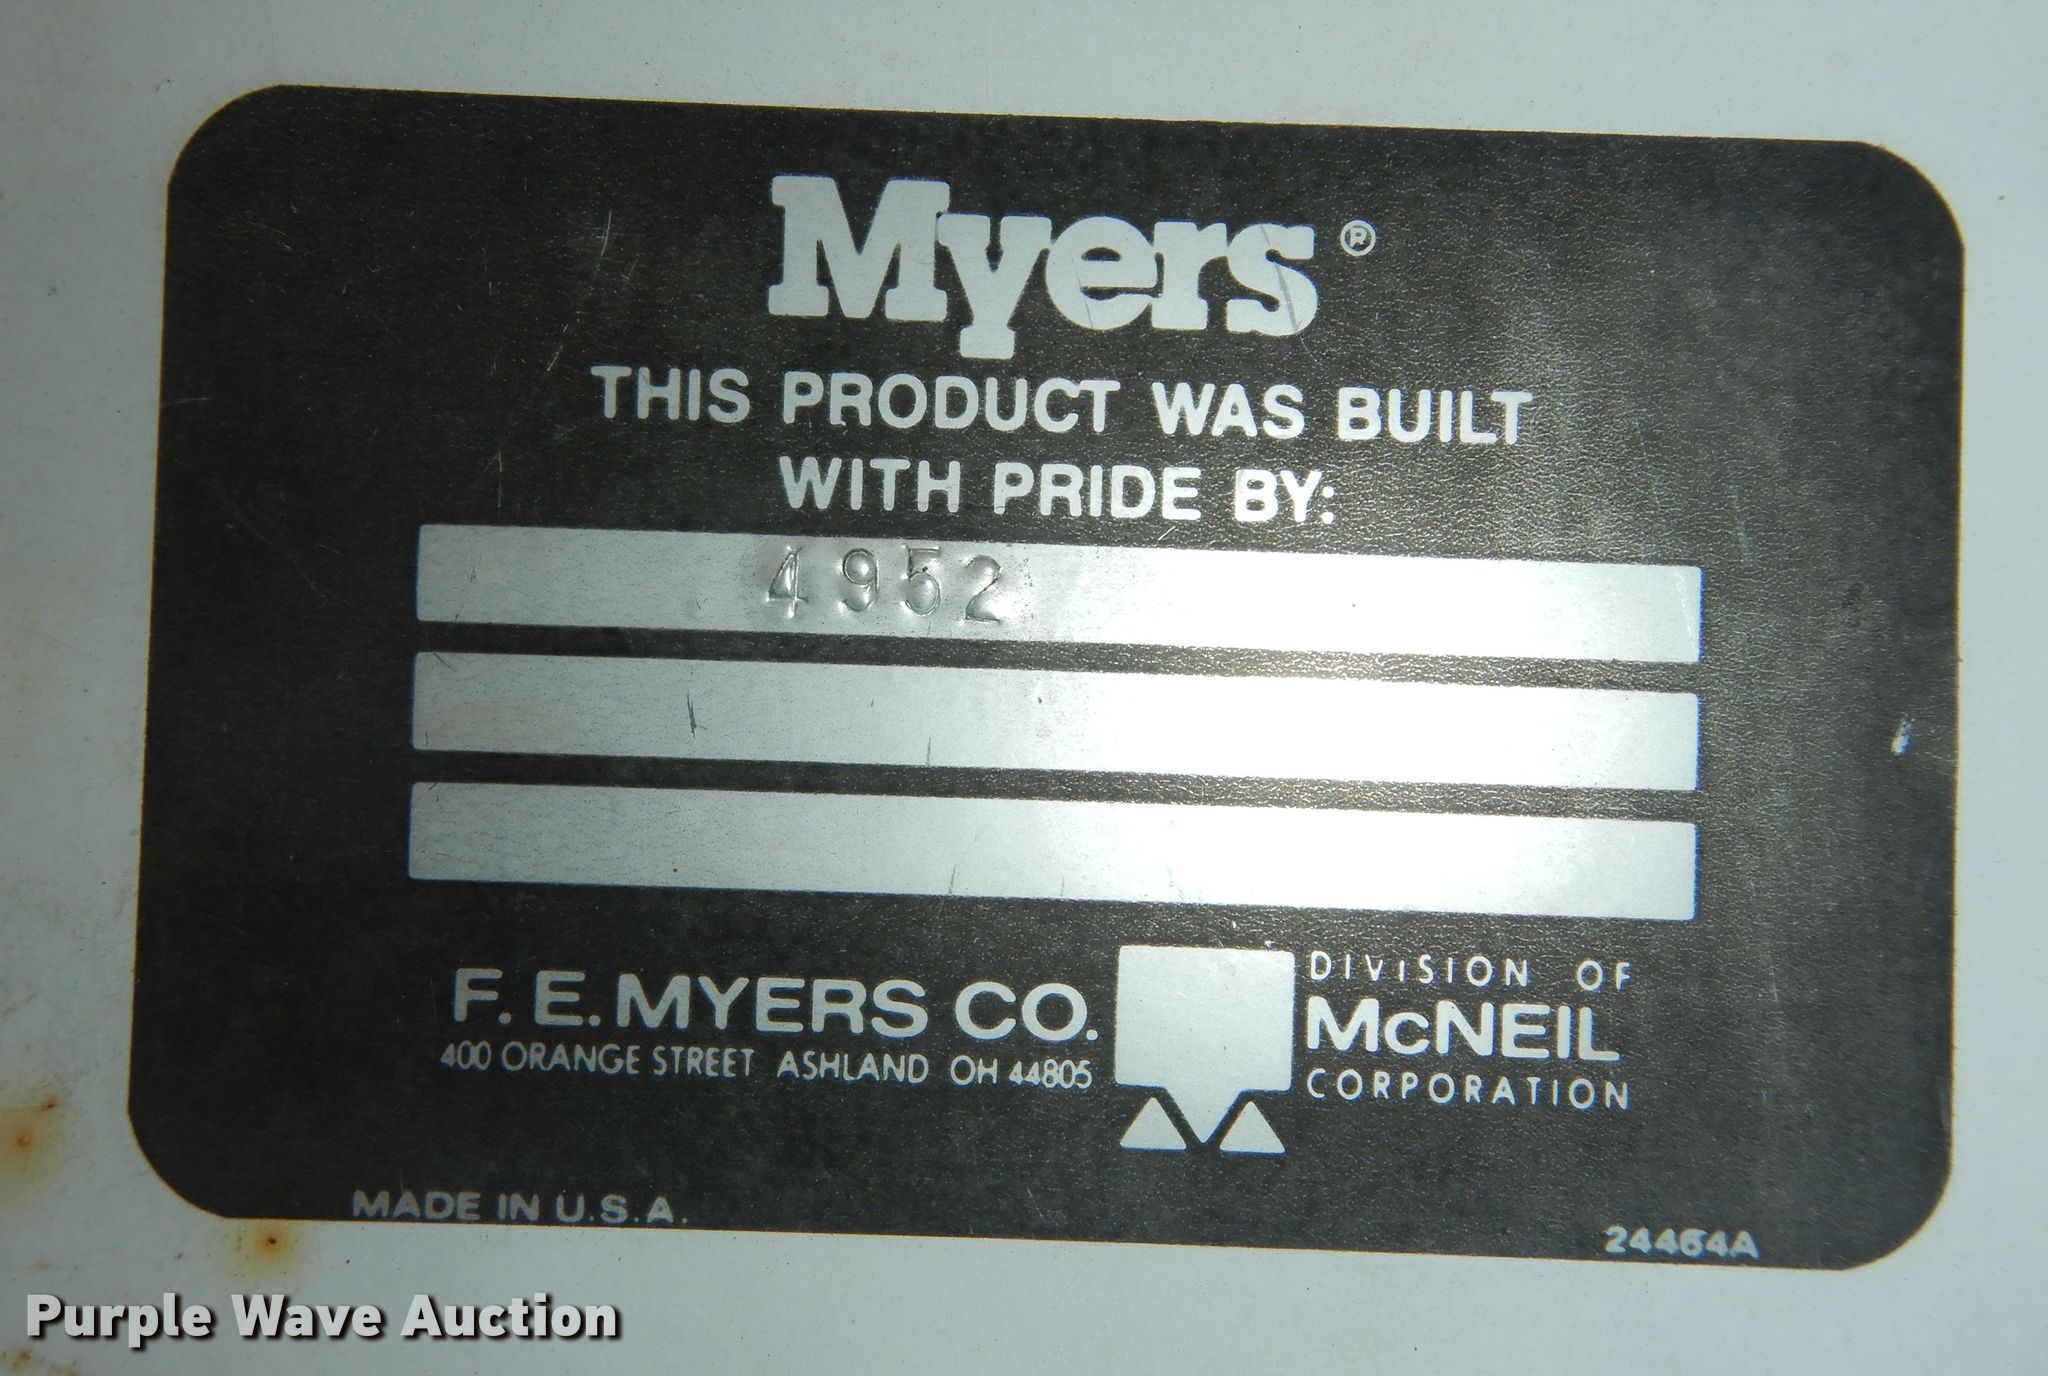 Myers®
THIS PRODUCT WAS BUILT
WITH PRIDE BY:
4952
F. E. MYERS CO.
400 ORANGE STREET ASHLAND OH 44805
DIVISION OF
McNEIL
CORPORATION
MADE IN U.S.A.
24464A
Purple Wave Auction